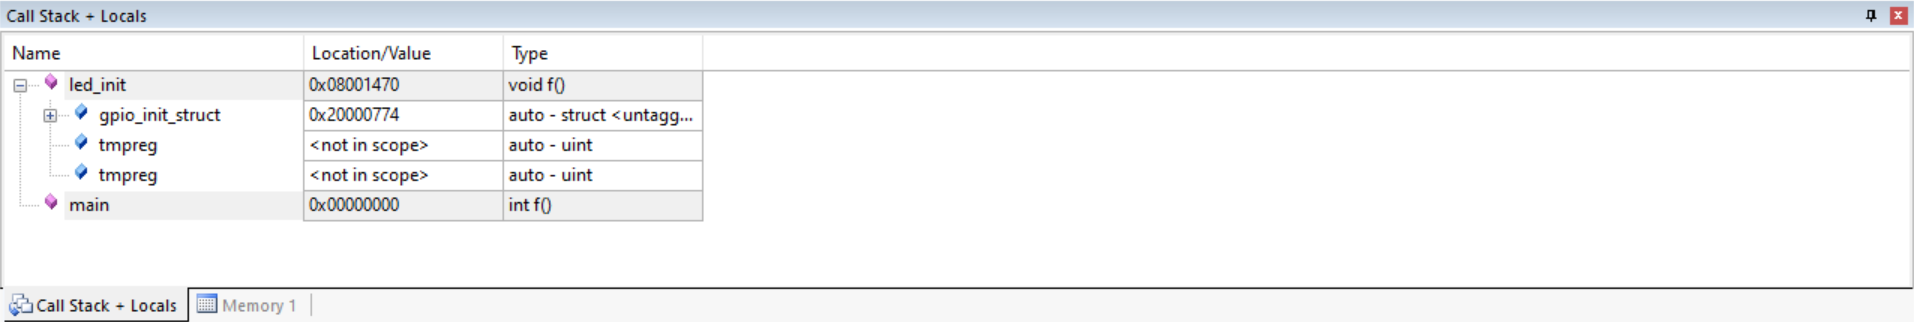 Call Stack + Locals
Name Location/Value Type
led_init 0x08001470 void f()
gpio_init_struct 0x20000774 auto - struct <untagg...
tmpreg <not in scope> auto - uint
tmpreg <not in scope> auto - uint
main 0x00000000 int f()
Call Stack + Locals Memory 1